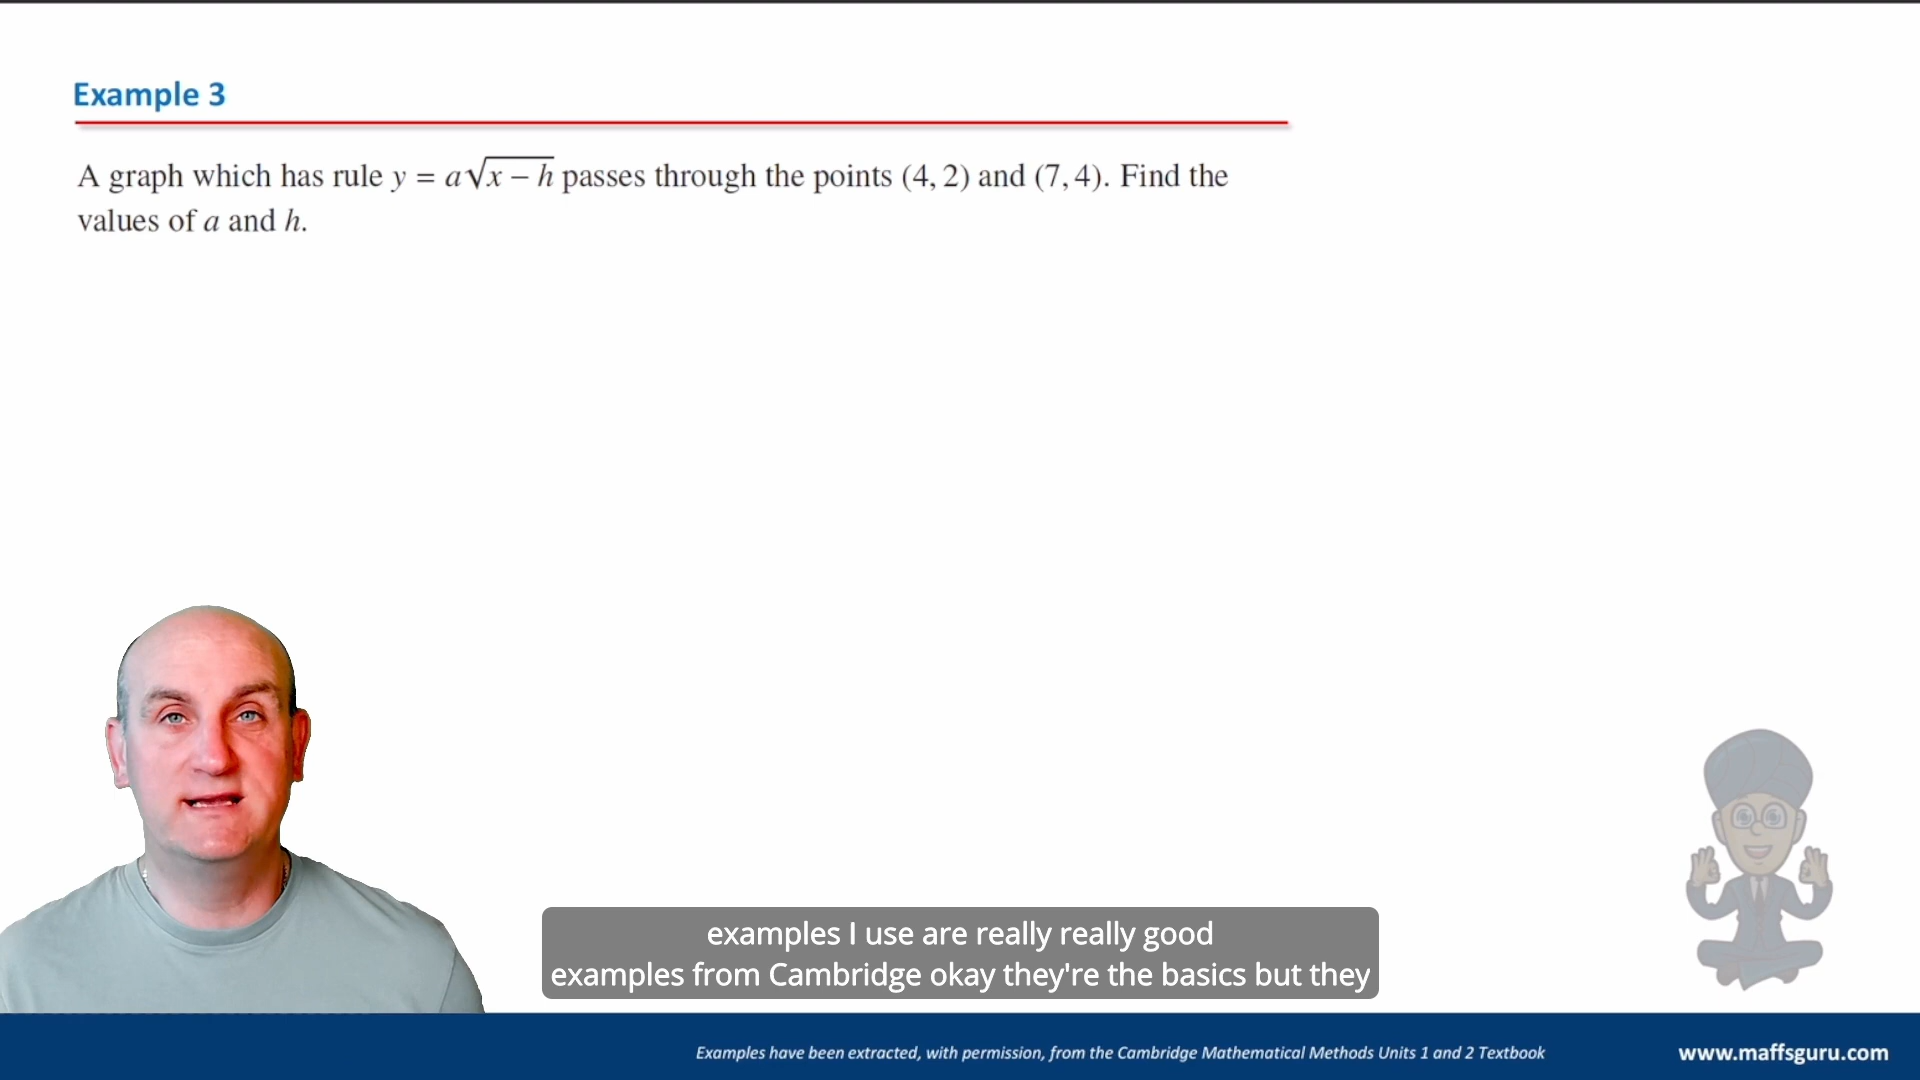 Example 3
A graph which has rule y = a√x – h passes through the points (4, 2) and (7, 4). Find the
values of a and h.
examples I use are really really good
examples from Cambridge okay they're the basics but they
Examples have been extracted, with permission, from the Cambridge Mathematical Methods Units 1 and 2 Textbook
www.maffsguru.com